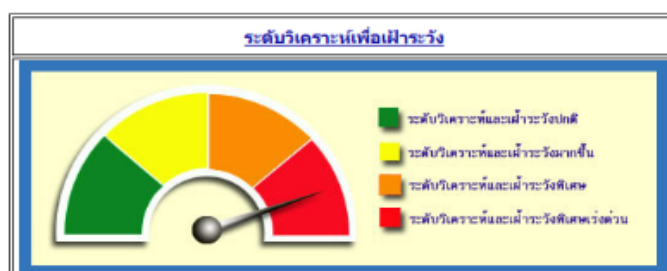 ระดับวิเคราะห์เพื่อเฝ้าระวัง
ระดับวิเคราะห์และเฝ้าระวังปกติ
ระดับวิเคราะห์และเฝ้าระวังมากขึ้น
ระดับวิเคราะห์และเฝ้าระวังพิเศษ
ระดับวิเคราะห์และเฝ้าระวังพิเศษเร่งด่วน